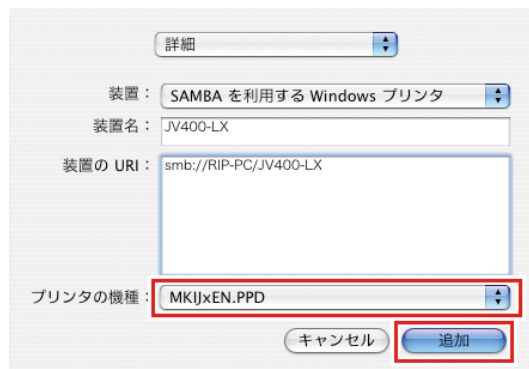 詳細
装置： SAMBA を利用する Windows プリンタ
装置名： JV400-LX
装置の URI： smb://RIP-PC/JV400-LX
プリンタの機種： MKIJxEN.PPD
キャンセル 追加